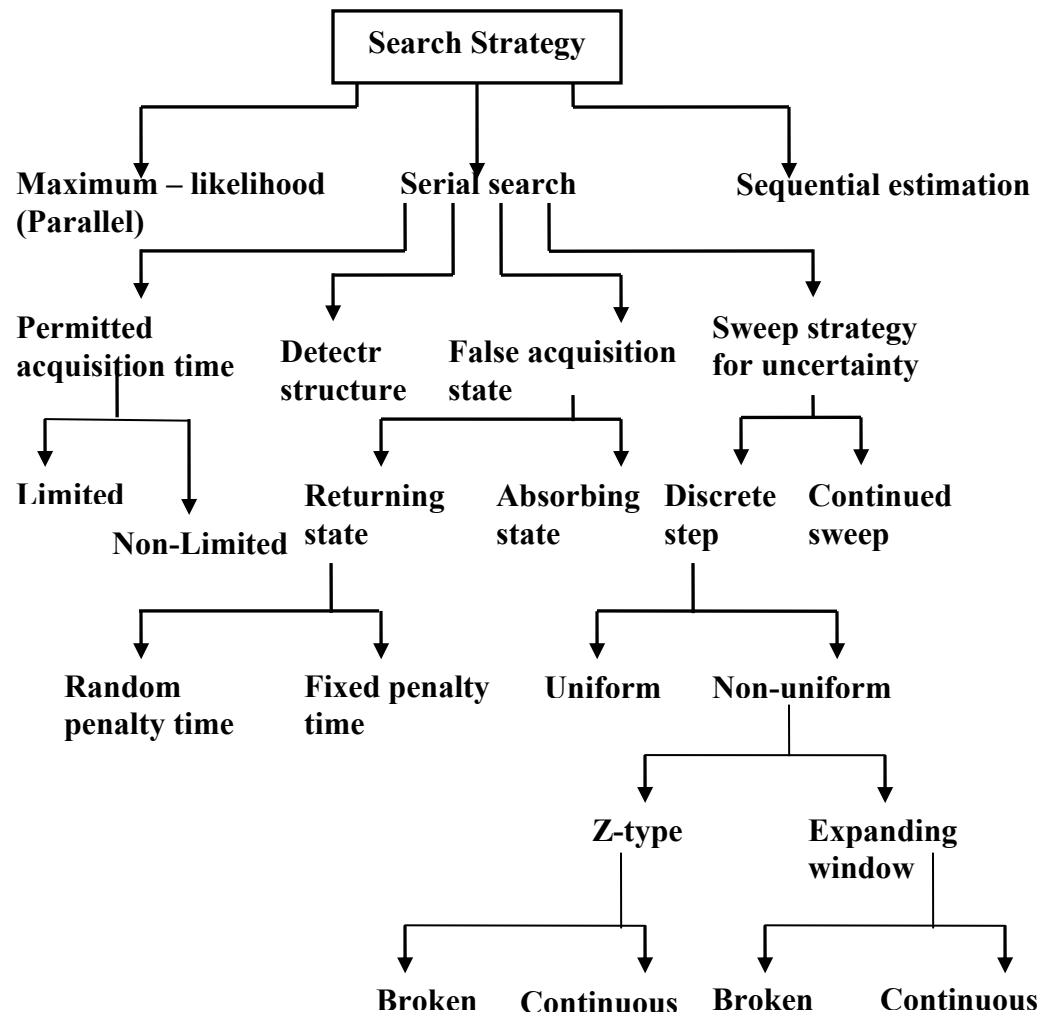 Search Strategy
Maximum – likelihood
(Parallel)
Serial search
Sequential estimation
Permitted
acquisition time
Detectr
structure
False acquisition
state
Sweep strategy
for uncertainty
Limited
Non-Limited
Returning
state
Absorbing
state
Discrete
step
Continued
sweep
Random
penalty time
Fixed penalty
time
Uniform
Non-uniform
Z-type
Expanding
window
Broken
Continuous
Broken
Continuous